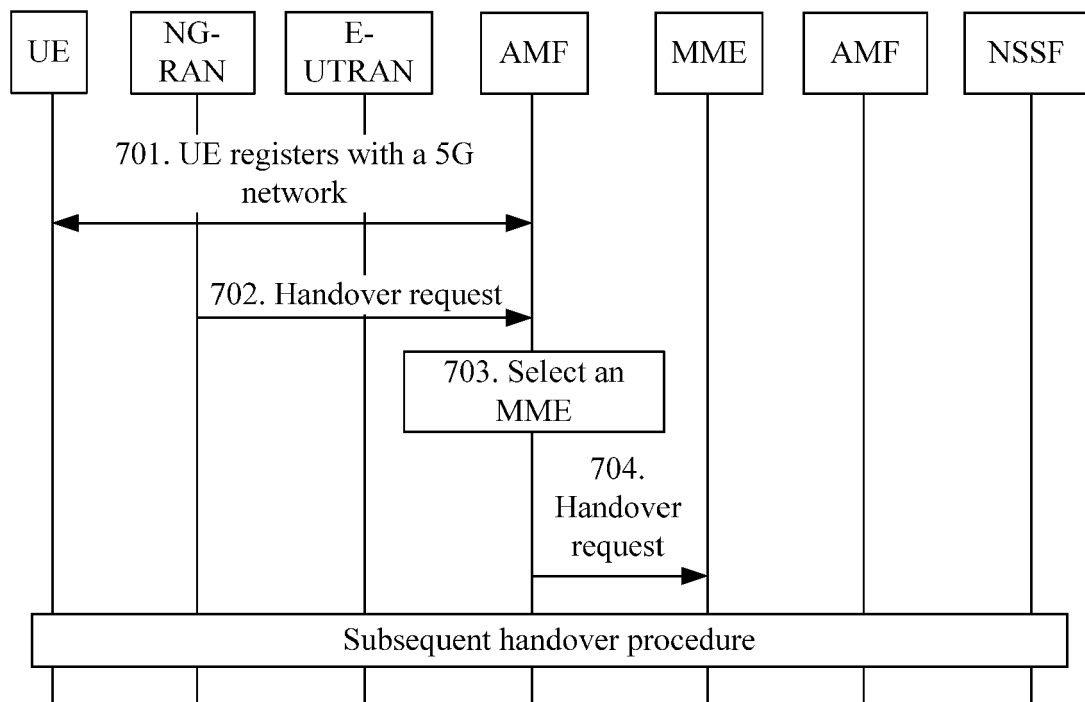 UE
NG-
RAN
E-
UTRAN
AMF
MME
AMF
NSSF
701. UE registers with a 5G
network
702. Handover request
703. Select an
MME
704.
Handover
request
Subsequent handover procedure